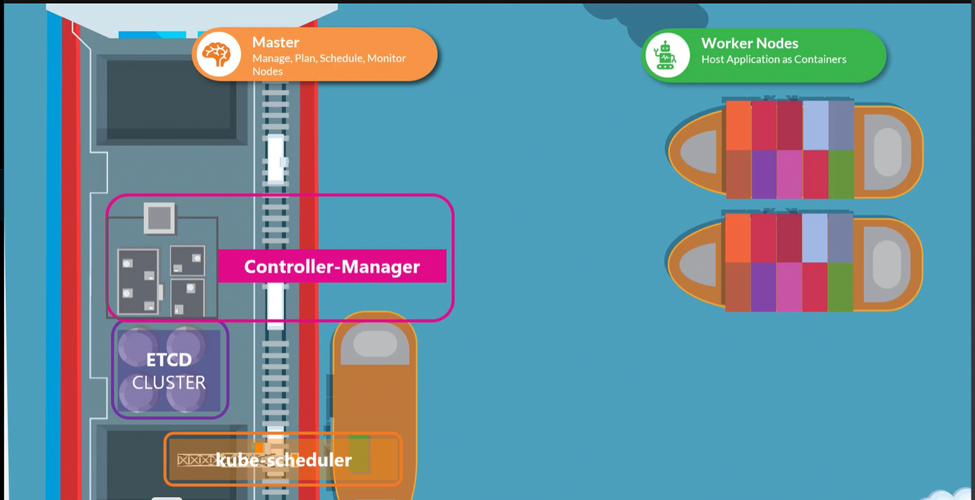 Master
Manage, Plan, Schedule, Monitor
Nodes
Worker Nodes
Host Application as Containers
Controller-Manager
ETCD
CLUSTER
kube-scheduler